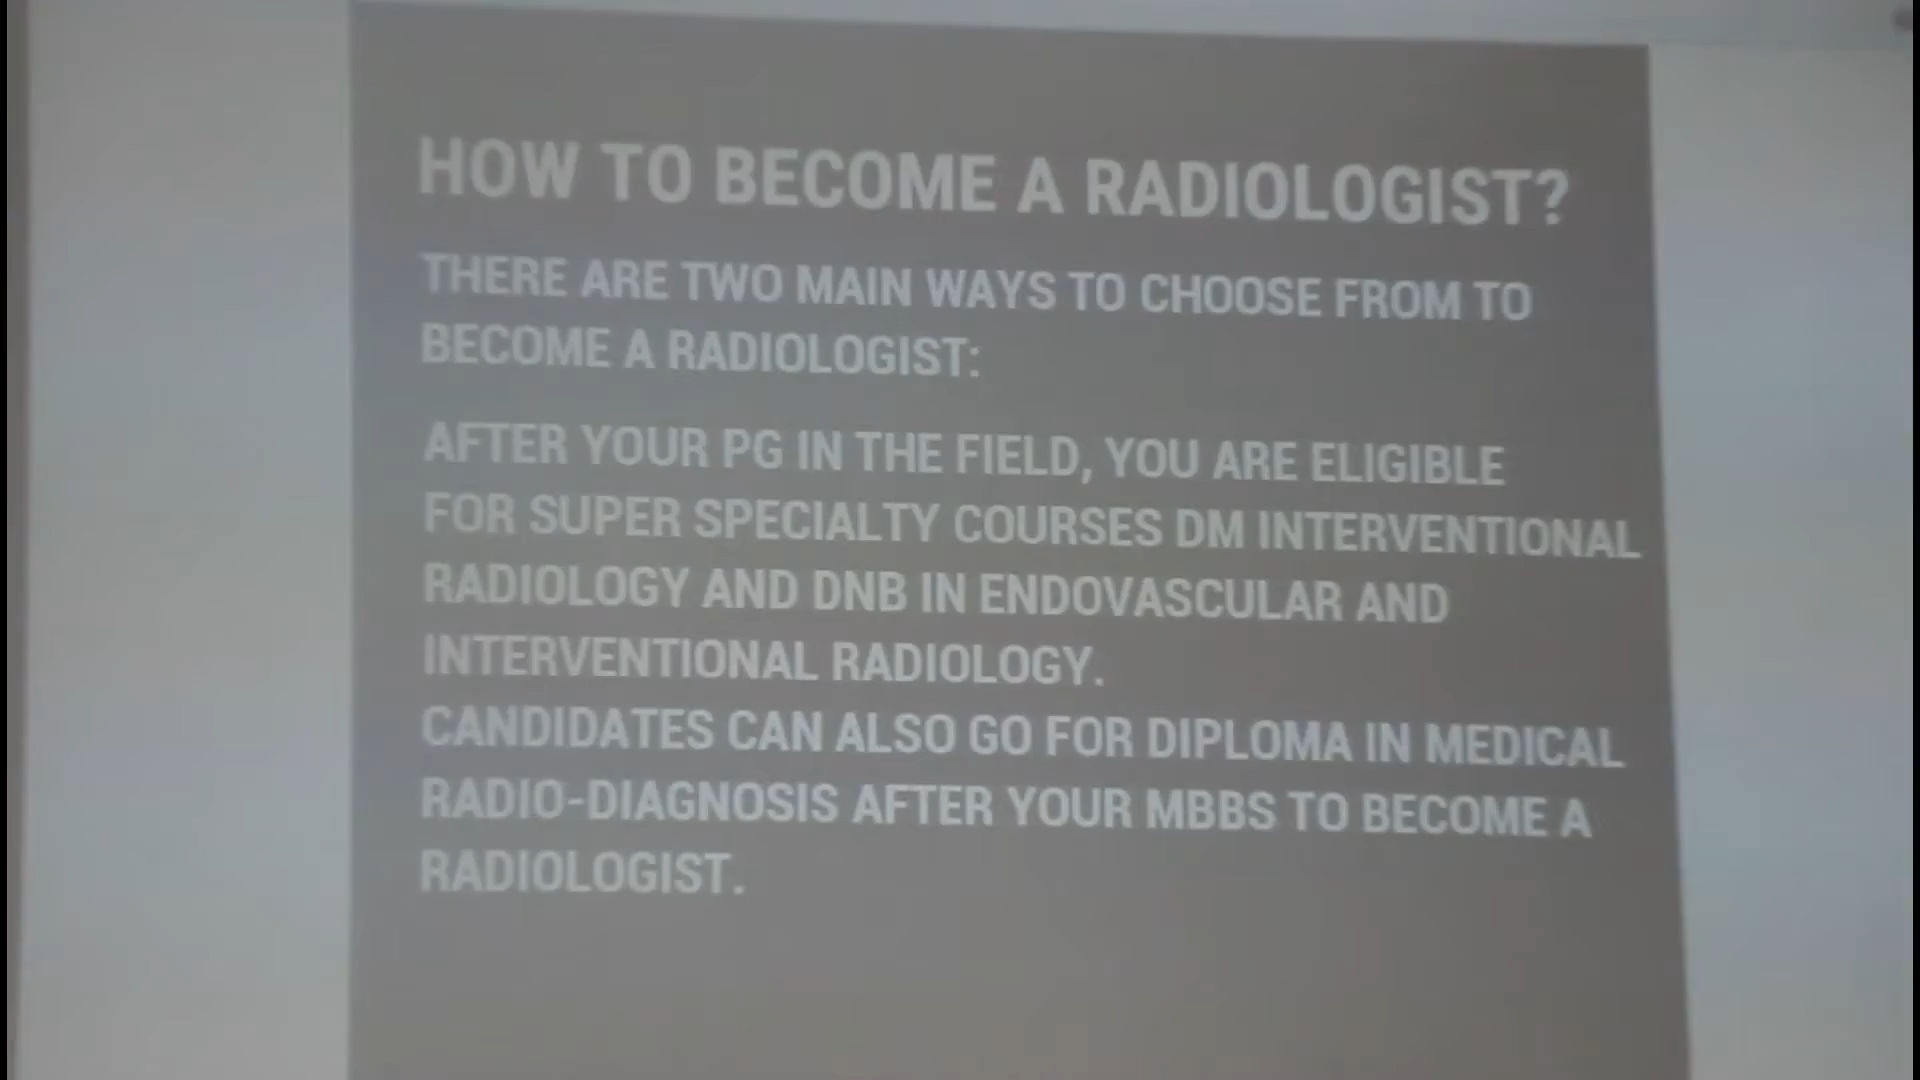 HOW TO BECOME A RADIOLOGIST?
THERE ARE TWO MAIN WAYS TO CHOOSE FROM TO
BECOME A RADIOLOGIST:
AFTER YOUR PG IN THE FIELD, YOU ARE ELIGIBLE
FOR SUPER SPECIALTY COURSES DM INTERVENTIONAL
RADIOLOGY AND DNB IN ENDOVASCULAR AND
INTERVENTIONAL RADIOLOGY.
CANDIDATES CAN ALSO GO FOR DIPLOMA IN MEDICAL
RADIO-DIAGNOSIS AFTER YOUR MBBS TO BECOME A
RADIOLOGIST.